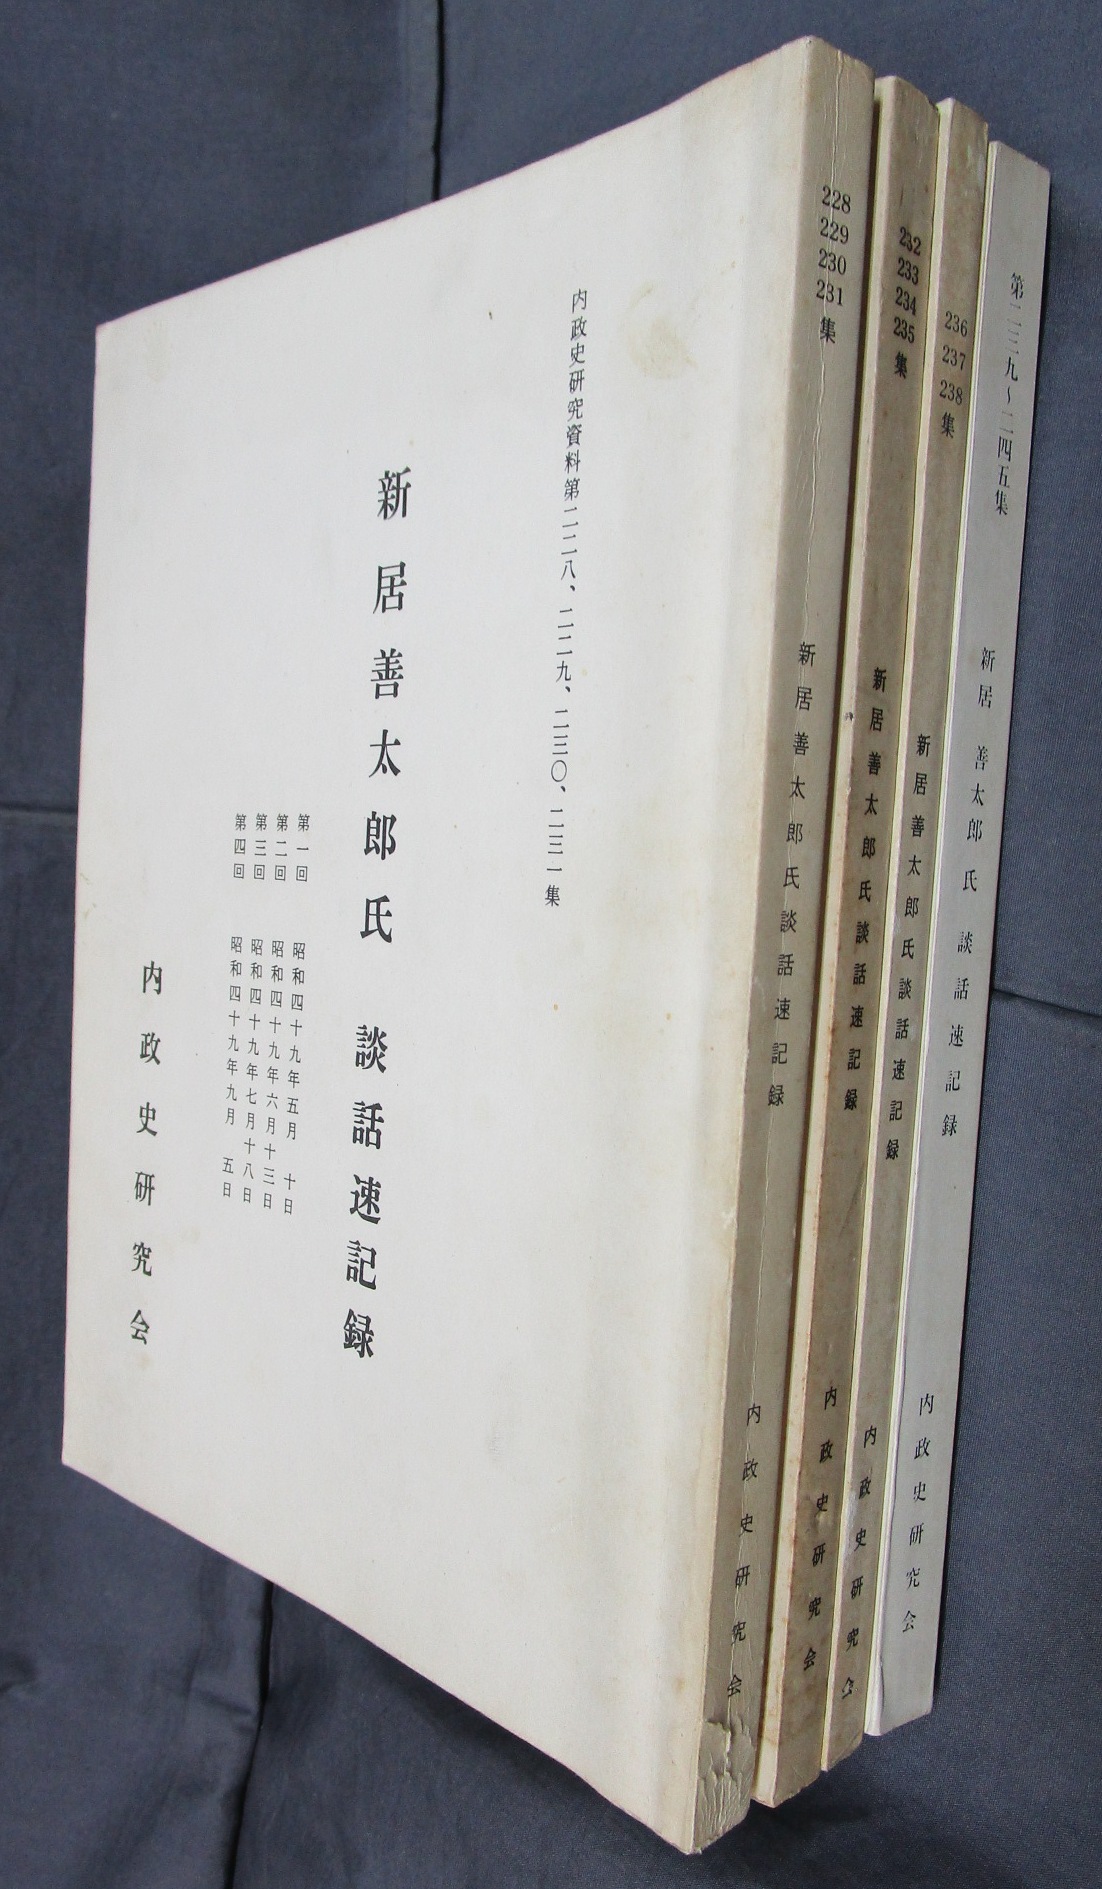 内政史研究資料第二二八、二二九、二三〇、二三一集
新居善太郎氏 談話速記録
第一回 昭和四十九年五月 十日
第二回 昭和四十九年六月十三日
第三回 昭和四十九年七月十八日
第四回 昭和四十九年九月 五日
内政史研究会
228 229 230 231 集 新居善太郎氏談話速記録 内政史研究会
232 233 234 235 集 新居善太郎氏談話速記録 内政史研究会
236 237 238 集 新居善太郎氏談話速記録 内政史研究会
第二三九～二四五集 新居 善太郎氏 談話速記録 内政史研究会